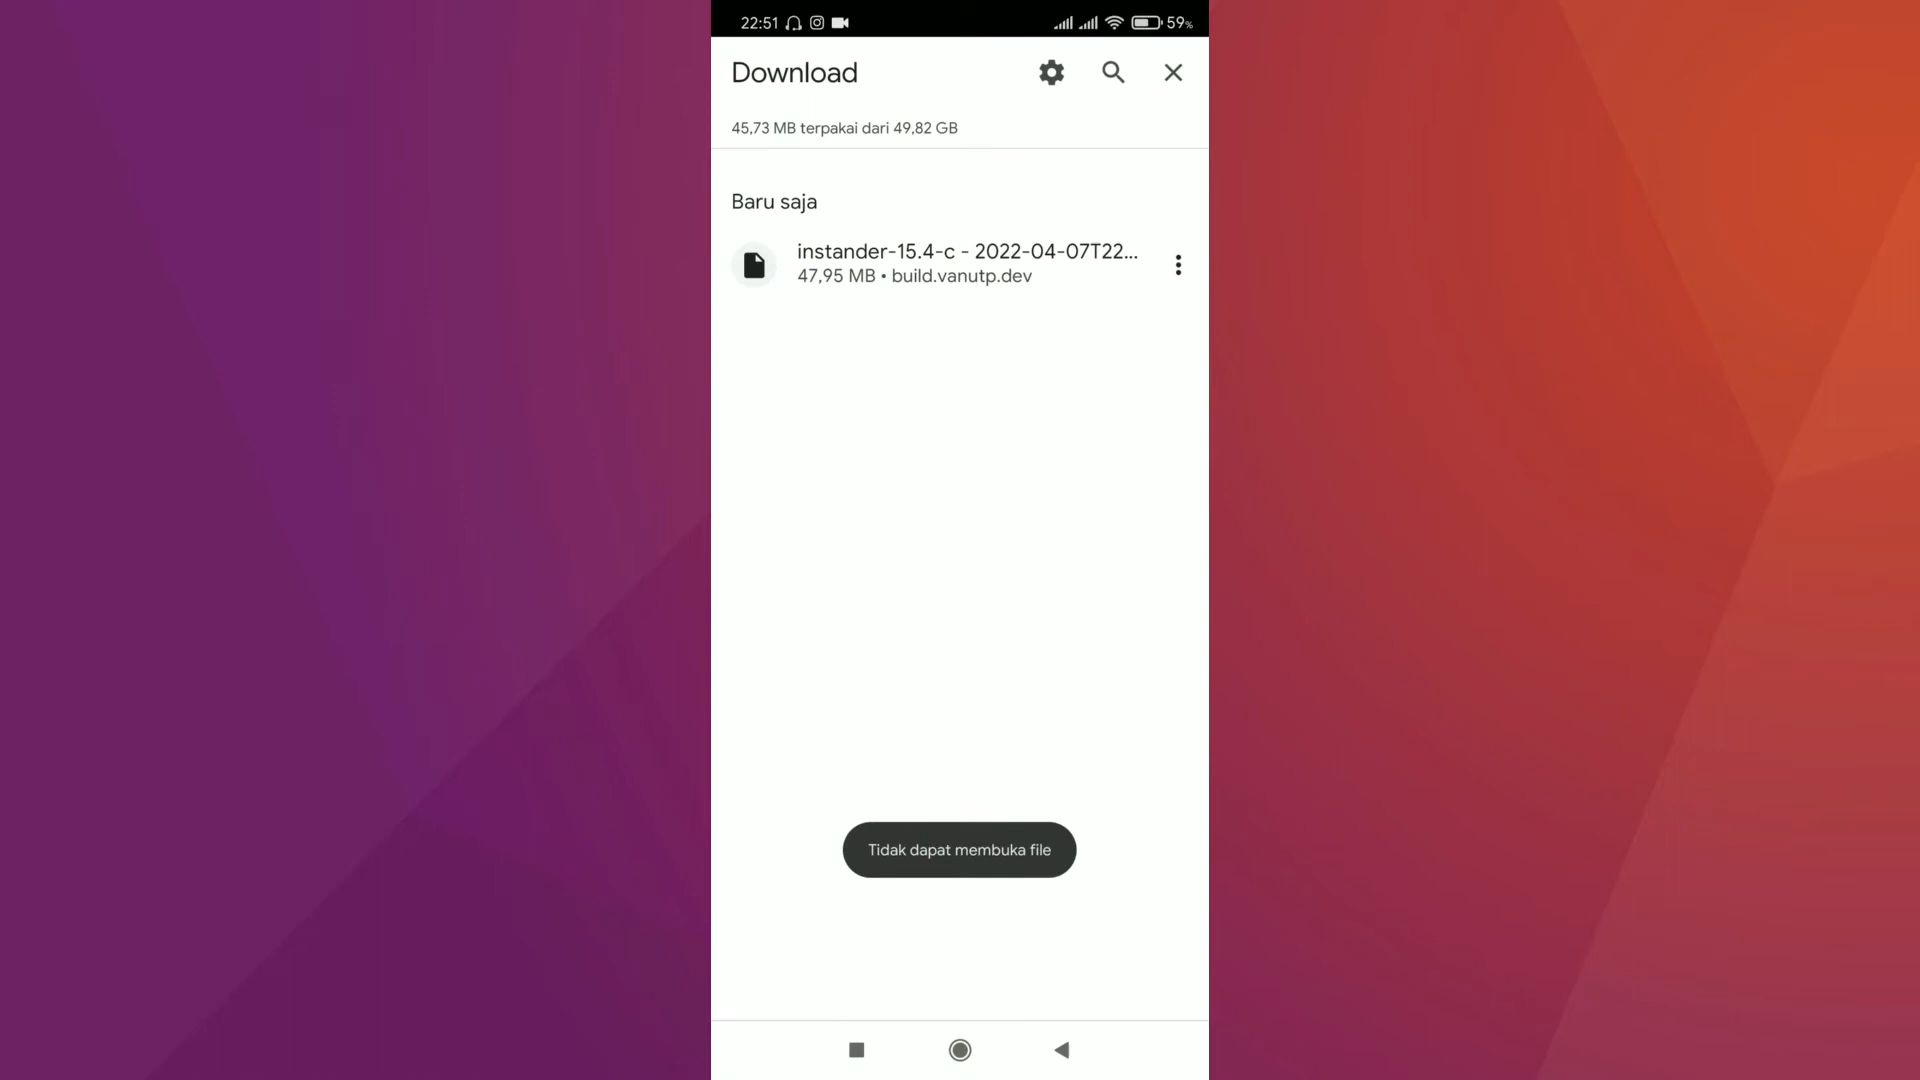 22:51
59%
Download
45,73 MB terpakai dari 49,82 GB
Baru saja
instander-15.4-c - 2022-04-07T22...
47,95 MB • build.vanutp.dev
Tidak dapat membuka file